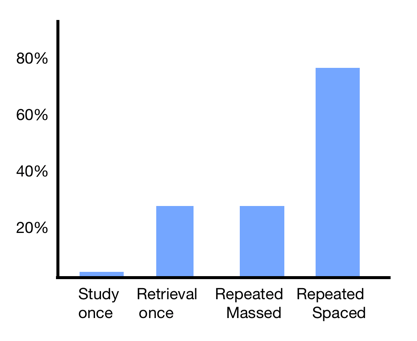 80%
60%
40%
20%
Study once
Retrieval once
Repeated Massed
Repeated Spaced